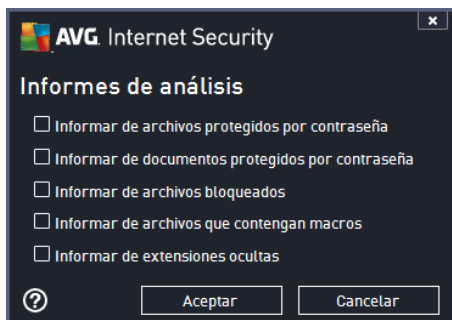 AVG. Internet Security
Informes de análisis
Informar de archivos protegidos por contraseña
Informar de documentos protegidos por contraseña
Informar de archivos bloqueados
Informar de archivos que contengan macros
Informar de extensiones ocultas
?
Aceptar
Cancelar